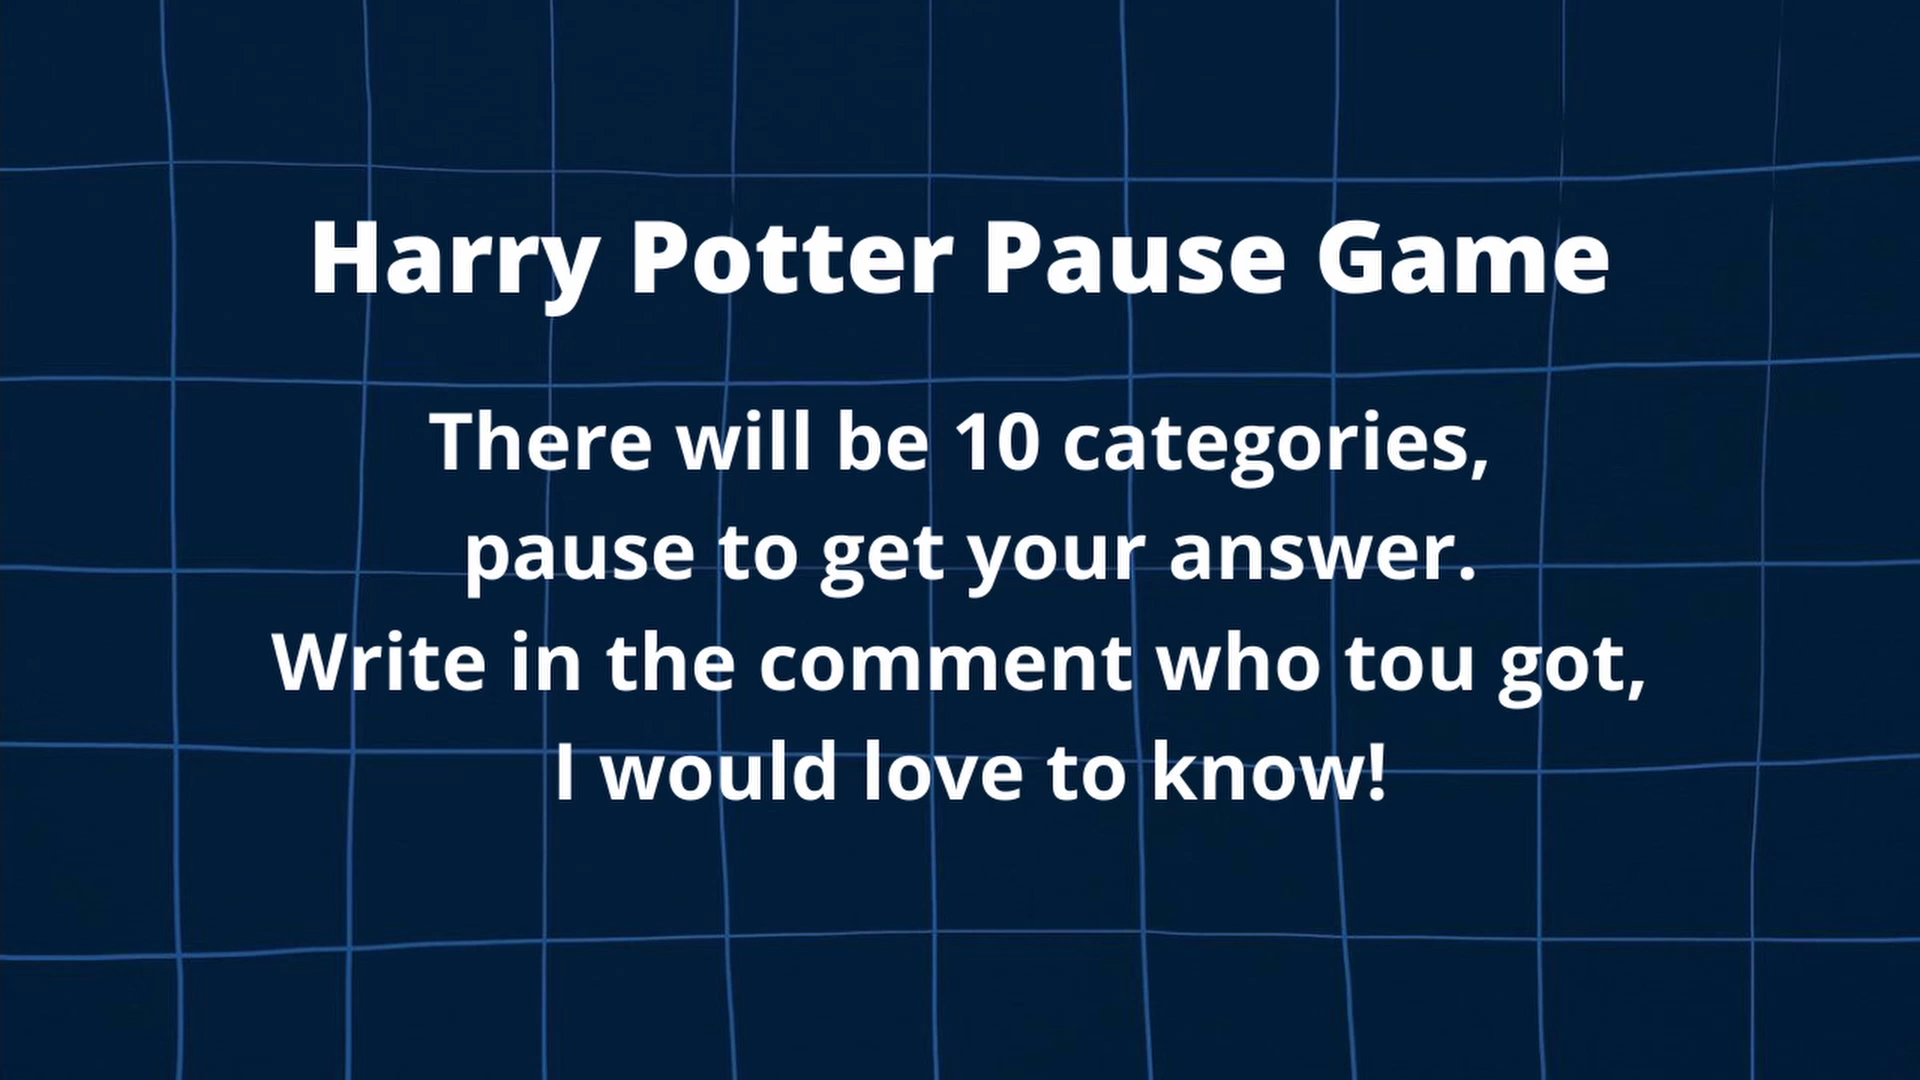 Harry Potter Pause Game
There will be 10 categories,
pause to get your answer.
Write in the comment who tou got,
I would love to know!